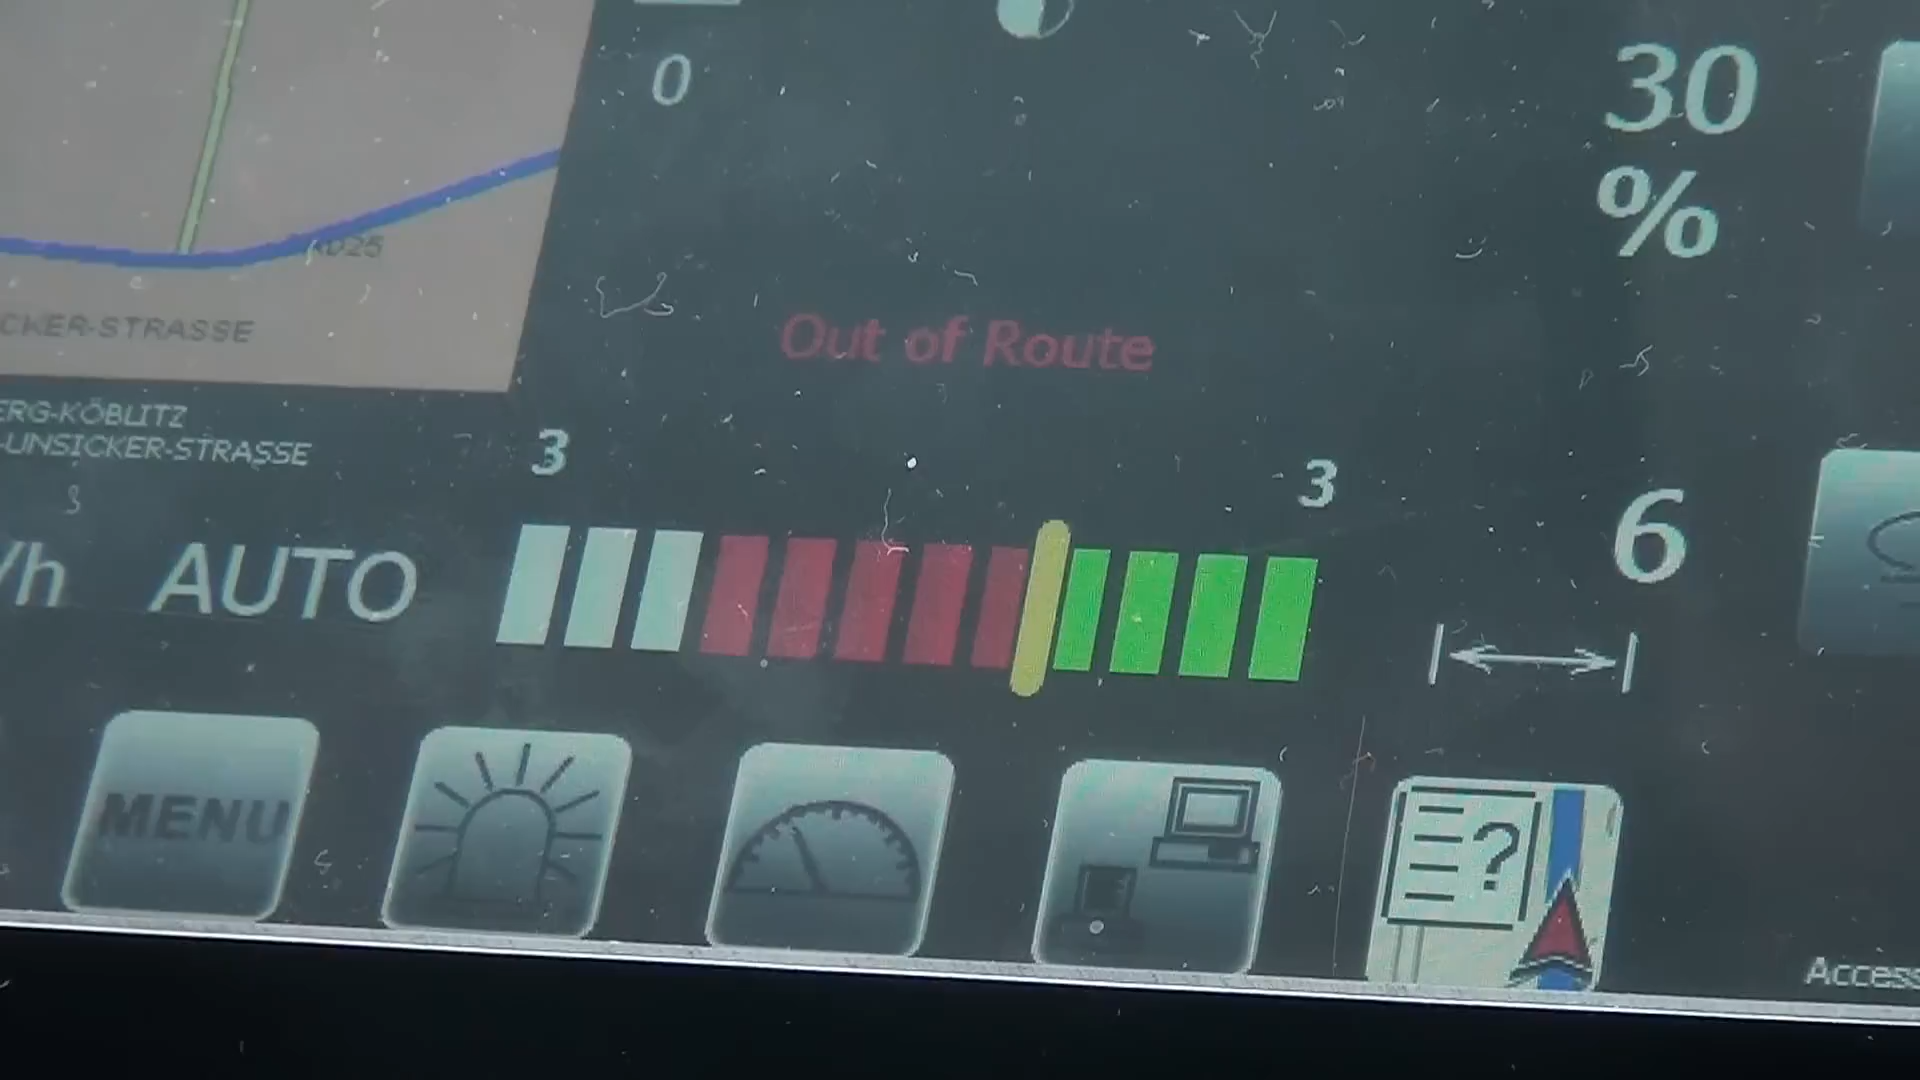 0
30
%
CKER-STRASSE
Out of Route
ERG-KÖBLITZ
-UNSICKER-STRASSE
3
3
/h
AUTO
6
MENU
?
Access